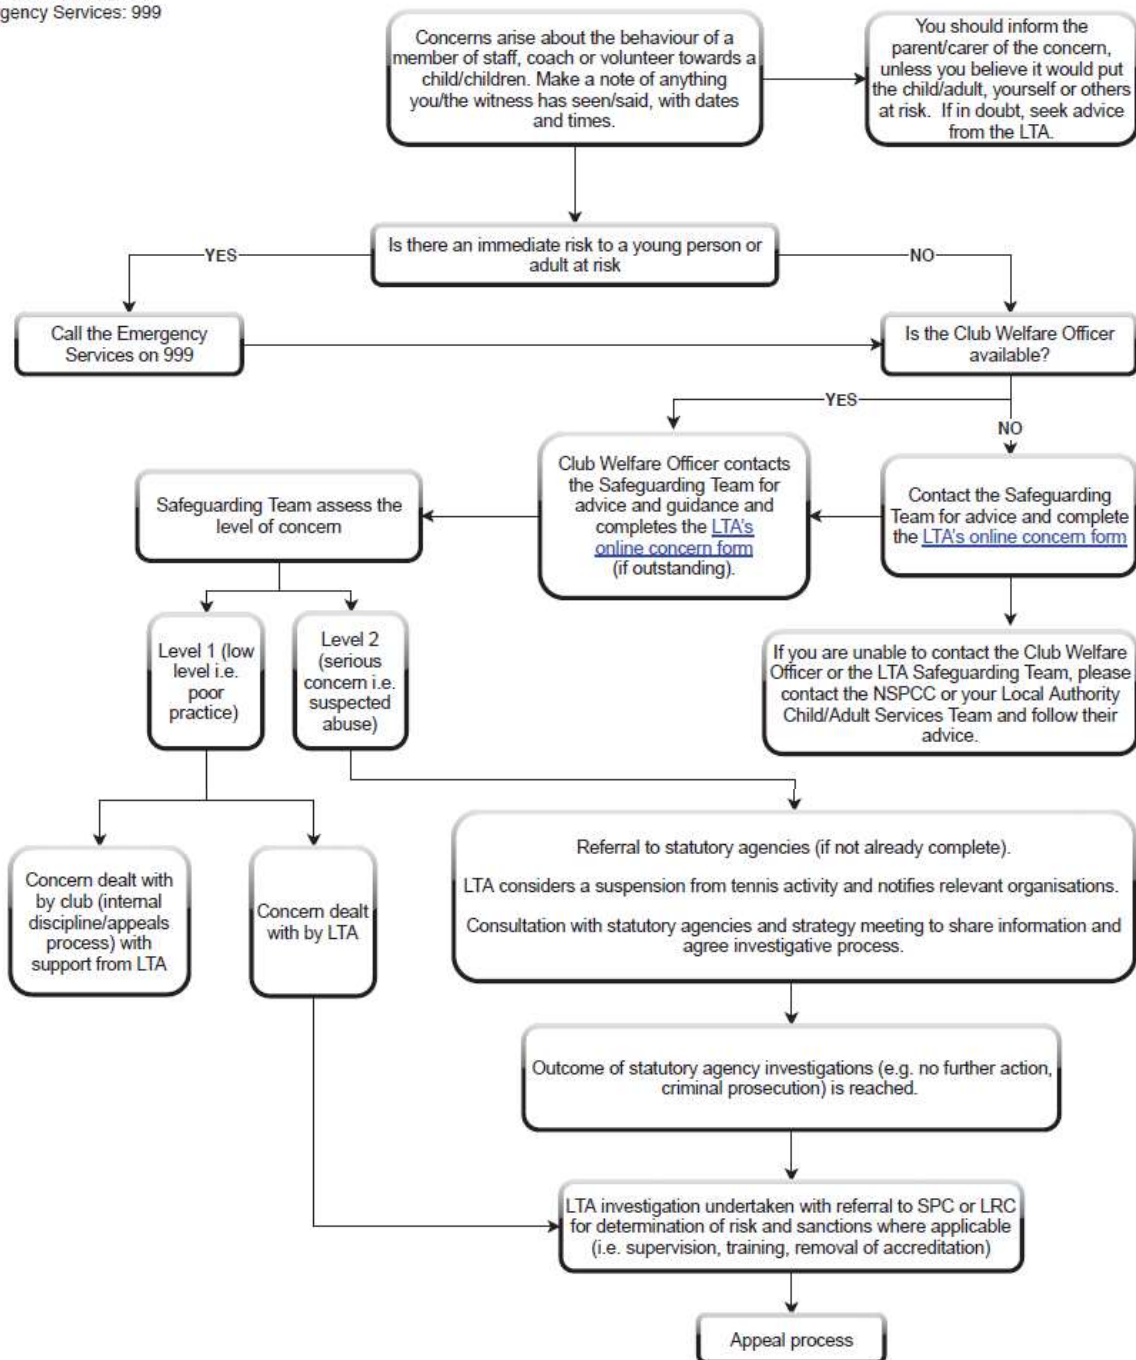 gency Services: 999
Concerns arise about the behaviour of a
member of staff, coach or volunteer towards a
child/children. Make a note of anything
you/the witness has seen/said, with dates
and times.
You should inform the
parent/carer of the concern,
unless you believe it would put
the child/adult, yourself or others
at risk. If in doubt, seek advice
from the LTA.
Is there an immediate risk to a young person or
adult at risk
YES
NO
Call the Emergency
Services on 999
Is the Club Welfare Officer
available?
YES
NO
Club Welfare Officer contacts
the Safeguarding Team for
advice and guidance and
completes the LTA's
online concern form
(if outstanding).
Contact the Safeguarding
Team for advice and complete
the LTA's online concern form
Safeguarding Team assess the
level of concern
Level 1 (low
level i.e.
poor
practice)
Level 2
(serious
concern i.e.
suspected
abuse)
If you are unable to contact the Club Welfare
Officer or the LTA Safeguarding Team, please
contact the NSPCC or your Local Authority
Child/Adult Services Team and follow their
advice.
Concern dealt with
by club (internal
discipline/appeals
process) with
support from LTA
Concern dealt
with by LTA
Referral to statutory agencies (if not already complete).
LTA considers a suspension from tennis activity and notifies relevant organisations.
Consultation with statutory agencies and strategy meeting to share information and
agree investigative process.
Outcome of statutory agency investigations (e.g. no further action,
criminal prosecution) is reached.
LTA investigation undertaken with referral to SPC or LRC
for determination of risk and sanctions where applicable
(i.e. supervision, training, removal of accreditation)
Appeal process